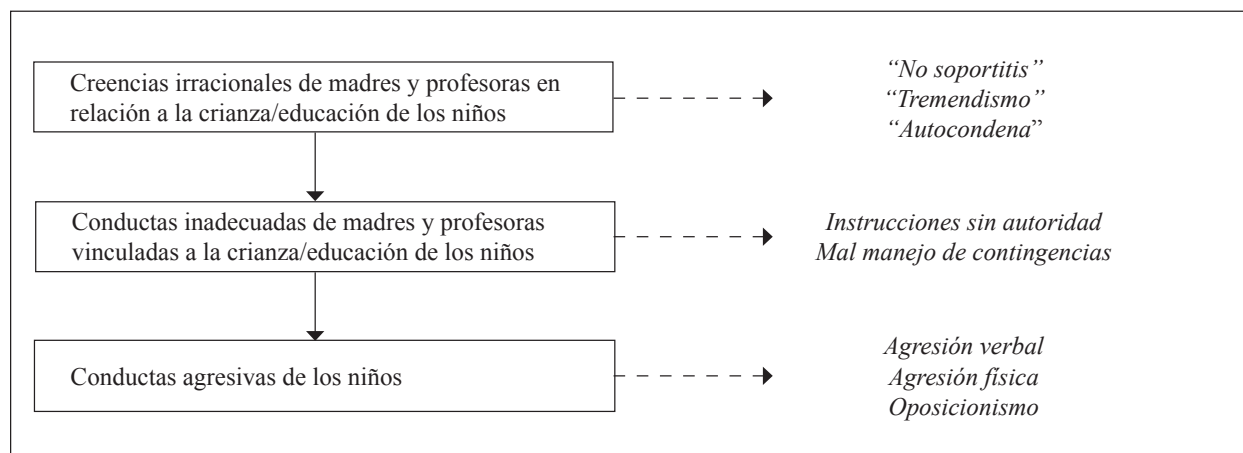 Creencias irracionales de madres y profesoras en
relación a la crianza/educación de los niños
“No soportitis”
“Tremendismo”
“Autocondena”
Conductas inadecuadas de madres y profesoras
vinculadas a la crianza/educación de los niños
Instrucciones sin autoridad
Mal manejo de contingencias
Conductas agresivas de los niños
Agresión verbal
Agresión física
Oposicionismo